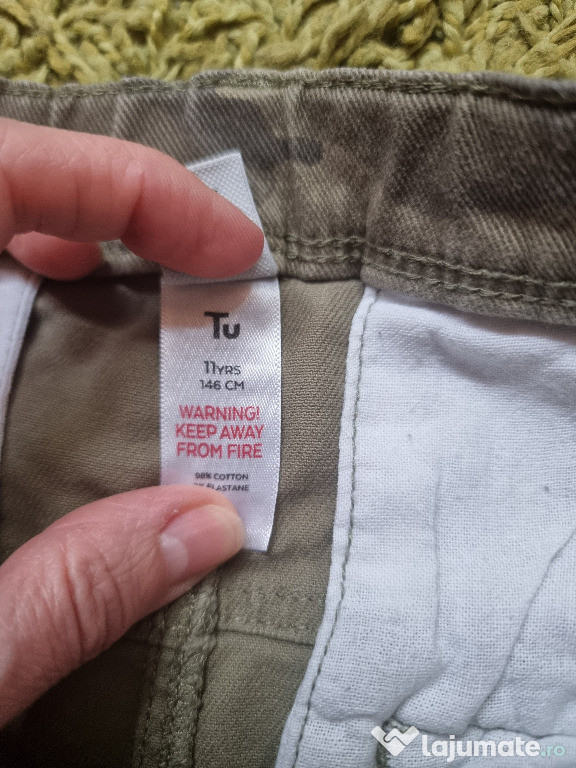 Tu
11YRS
146 CM
WARNING!
KEEP AWAY
FROM FIRE
98% COTTON
ELASTANE
lajumate.ro